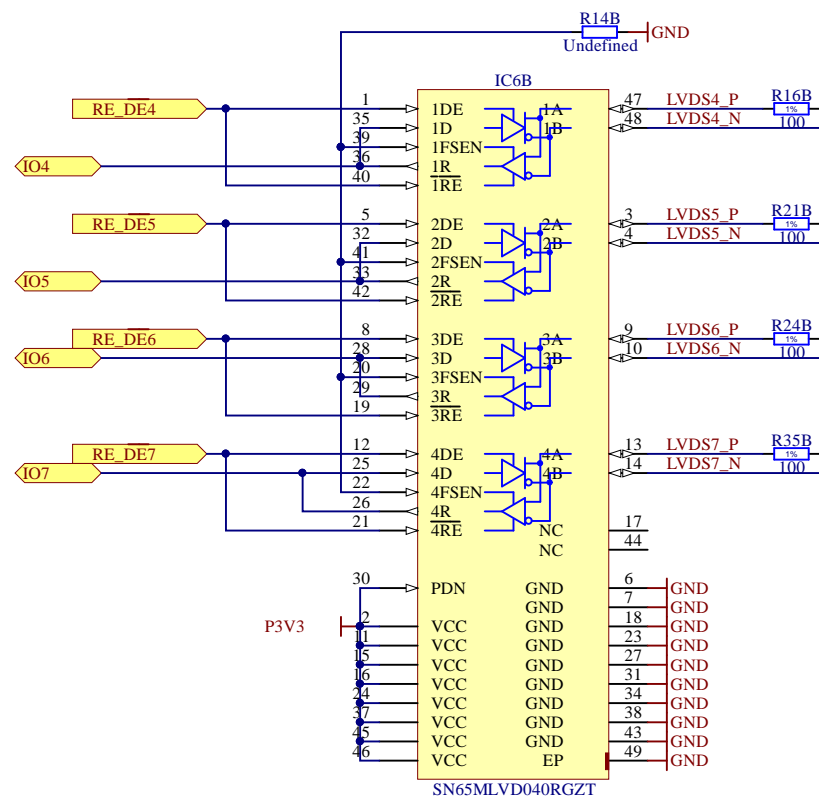 R14B
GND
Undefined
IC6B
RE_DE4 1 1DE 1A 47 LVDS4_P R16B
1%
35 1D 1B 48 LVDS4_N 100
39 1FSEN
IO4 36 1R
40 1RE
RE_DE5 5 2DE 2A 3 LVDS5_P R21B
1%
32 2D 2B 4 LVDS5_N 100
41 2FSEN
IO5 33 2R
42 2RE
RE_DE6 8 3DE 3A 9 LVDS6_P R24B
1%
IO6 28 3D 3B 10 LVDS6_N 100
20 3FSEN
29 3R
19 3RE
RE_DE7 12 4DE 4A 13 LVDS7_P R35B
1%
IO7 25 4D 4B 14 LVDS7_N 100
22 4FSEN
26 4R
21 4RE NC 17
NC 44
30 PDN GND 6 GND
GND 7 GND
P3V3 2 VCC GND 18 GND
11 VCC GND 23 GND
15 VCC GND 27 GND
16 VCC GND 31 GND
24 VCC GND 34 GND
37 VCC GND 38 GND
45 VCC GND 43 GND
46 VCC EP 49 GND
SN65MLVD040RGZT